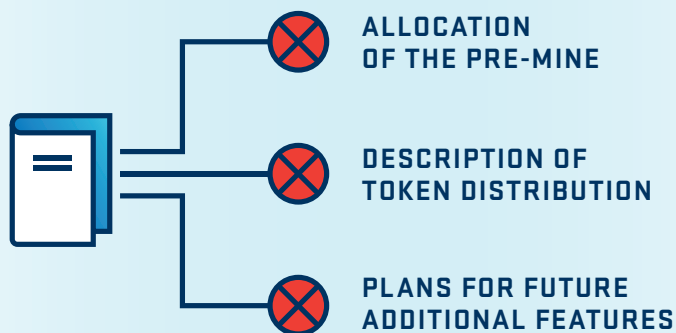 ALLOCATION
OF THE PRE-MINE
DESCRIPTION OF
TOKEN DISTRIBUTION
PLANS FOR FUTURE
ADDITIONAL FEATURES